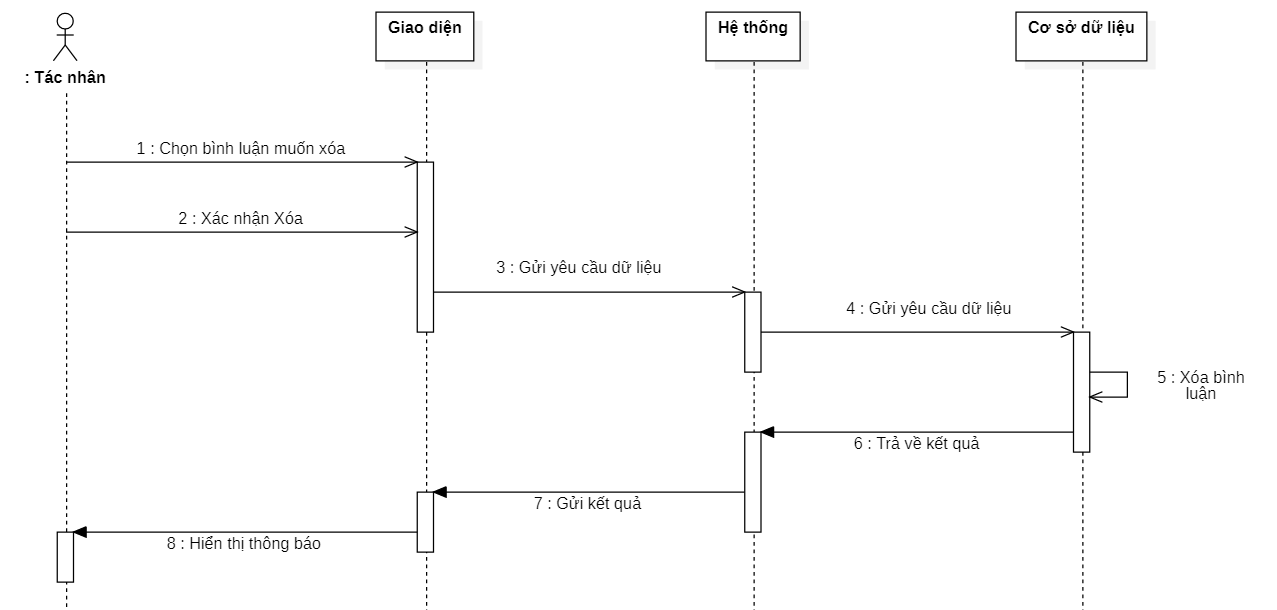 Giao diện
Hệ thống
Cơ sở dữ liệu
: Tác nhân
1 : Chọn bình luận muốn xóa
2 : Xác nhận Xóa
3 : Gửi yêu cầu dữ liệu
4 : Gửi yêu cầu dữ liệu
5 : Xóa bình
luận
6 : Trả về kết quả
7 : Gửi kết quả
8 : Hiển thị thông báo